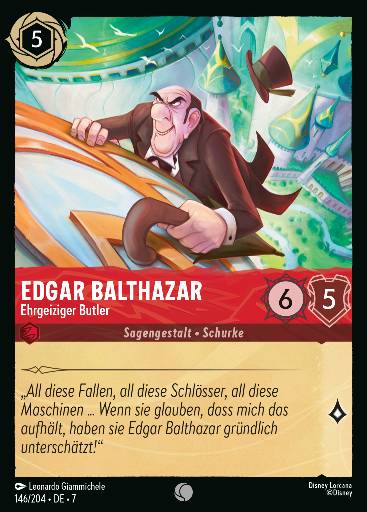 5
EDGAR BALTHAZAR
Ehrgeiziger Butler
6
5
Sagengestalt • Schurke
„All diese Fallen, all diese Schlösser, all diese
Moschinen ... Wenn sie glouben, doss mich das
aufhält, haben sie Edgar Balthazar gründlich
unterschätzt!“
Leonardo Giammichele
146/204 • DE • 7
Disney Lorcana
©Disney